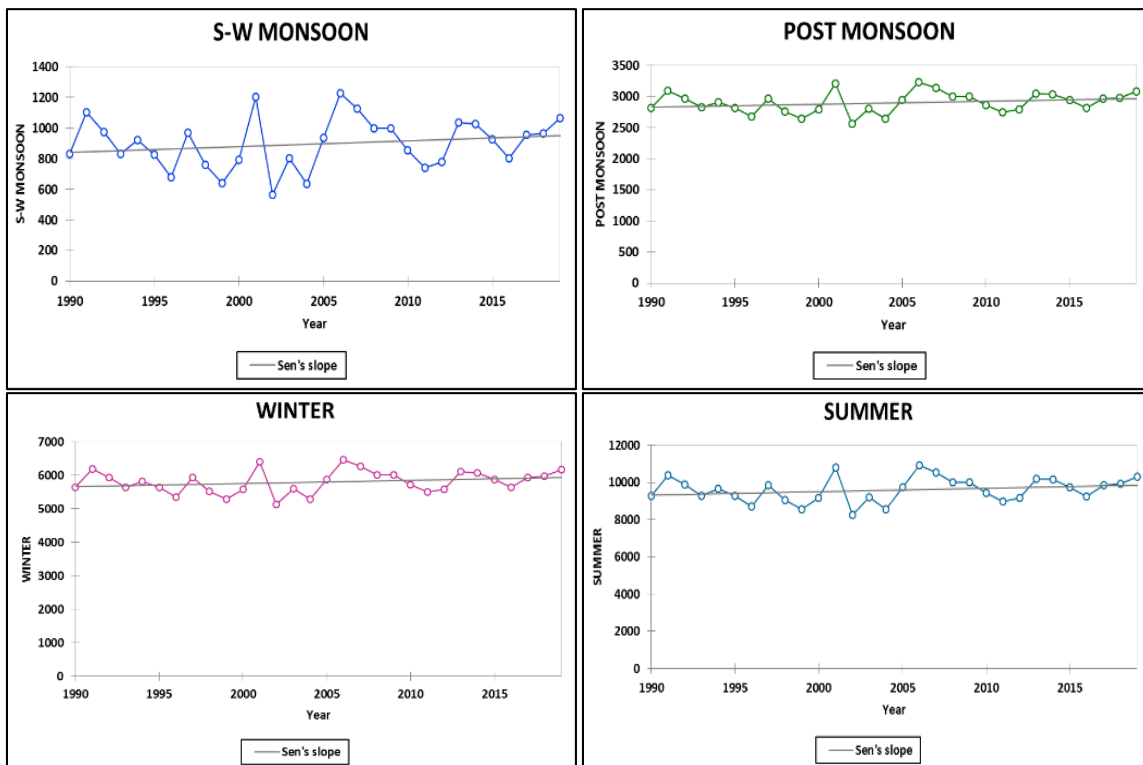 S-W MONSOON
1400
1200
1000
800
600
400
200
0
S-W MONSOON
1990 1995 2000 2005 2010 2015
Year
Sen's slope
POST MONSOON
3500
3000
2500
2000
1500
1000
500
0
POST MONSOON
1990 1995 2000 2005 2010 2015
Year
Sen's slope
WINTER
7000
6000
5000
4000
3000
2000
1000
0
WINTER
1990 1995 2000 2005 2010 2015
Year
Sen's slope
SUMMER
12000
10000
8000
6000
4000
2000
0
SUMMER
1990 1995 2000 2005 2010 2015
Year
Sen's slope